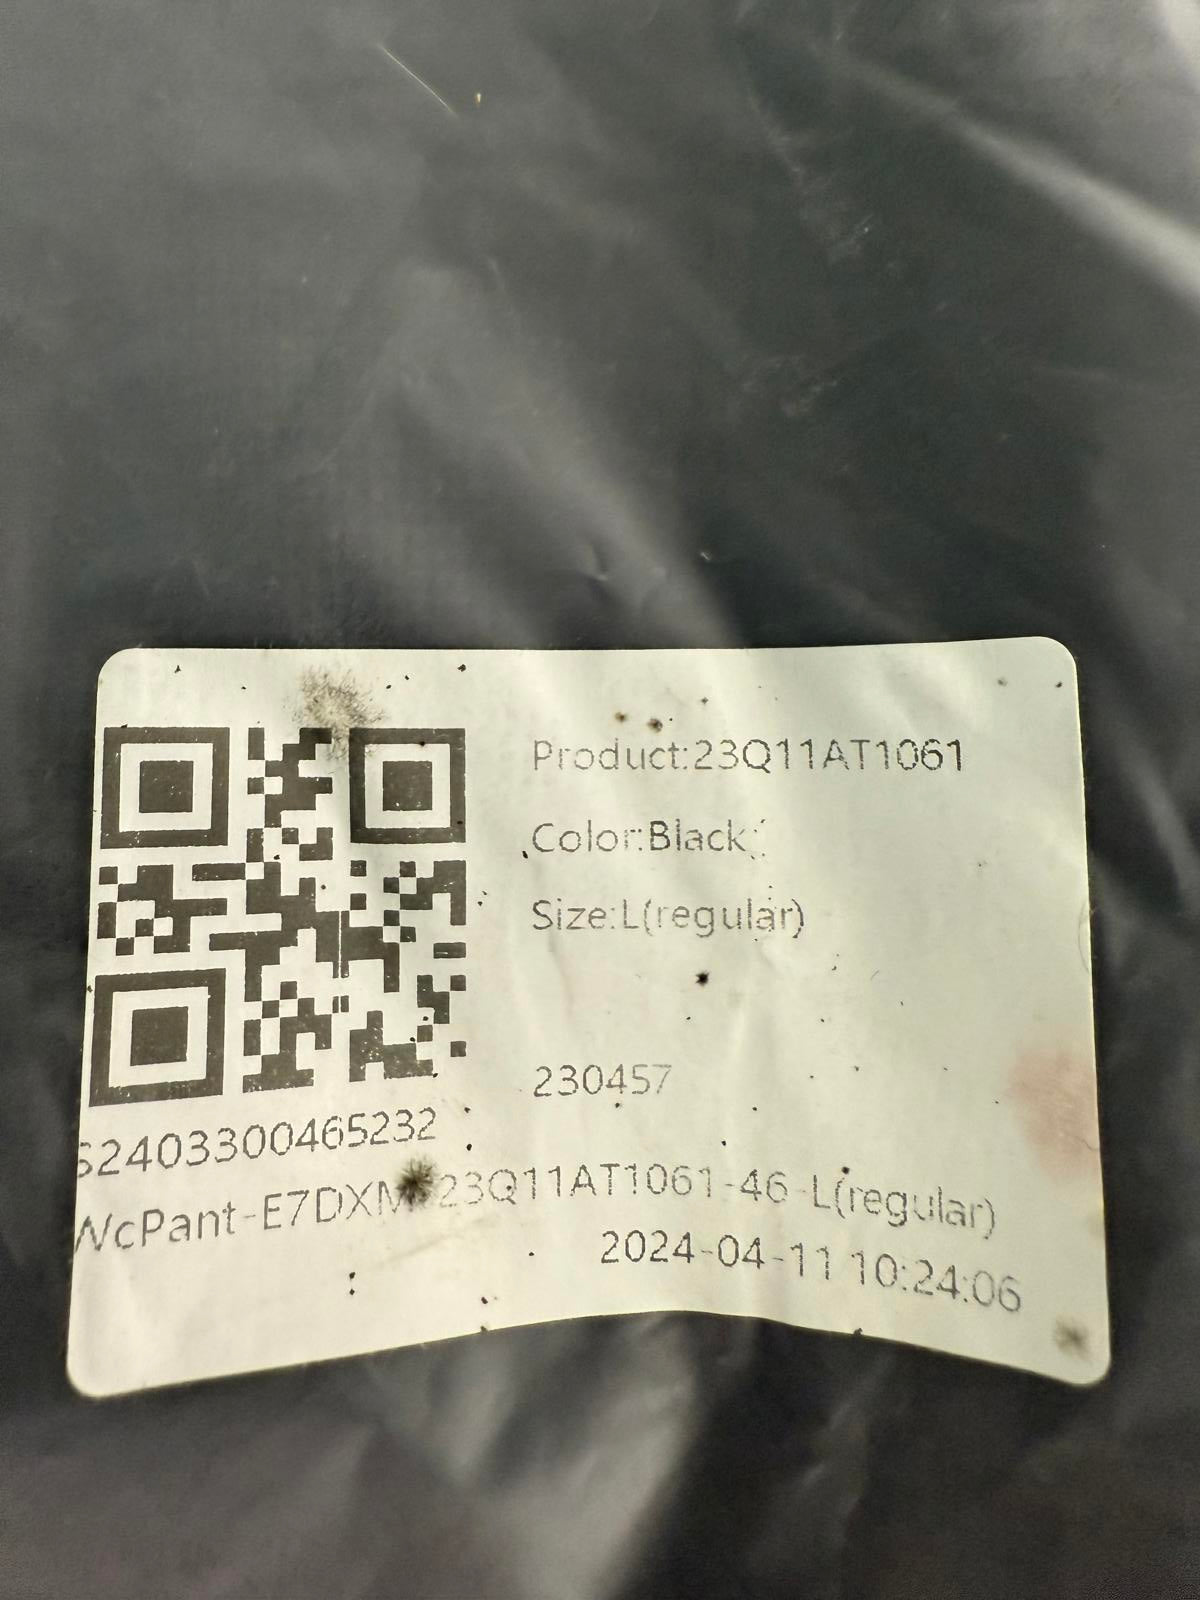 Product:23Q11AT1061
Color:Black
Size:L(regular)
230457
S2403300465232
WcPant-E7DXM 23Q11AT1061-46-L(regular)
2024-04-11 10:24:06